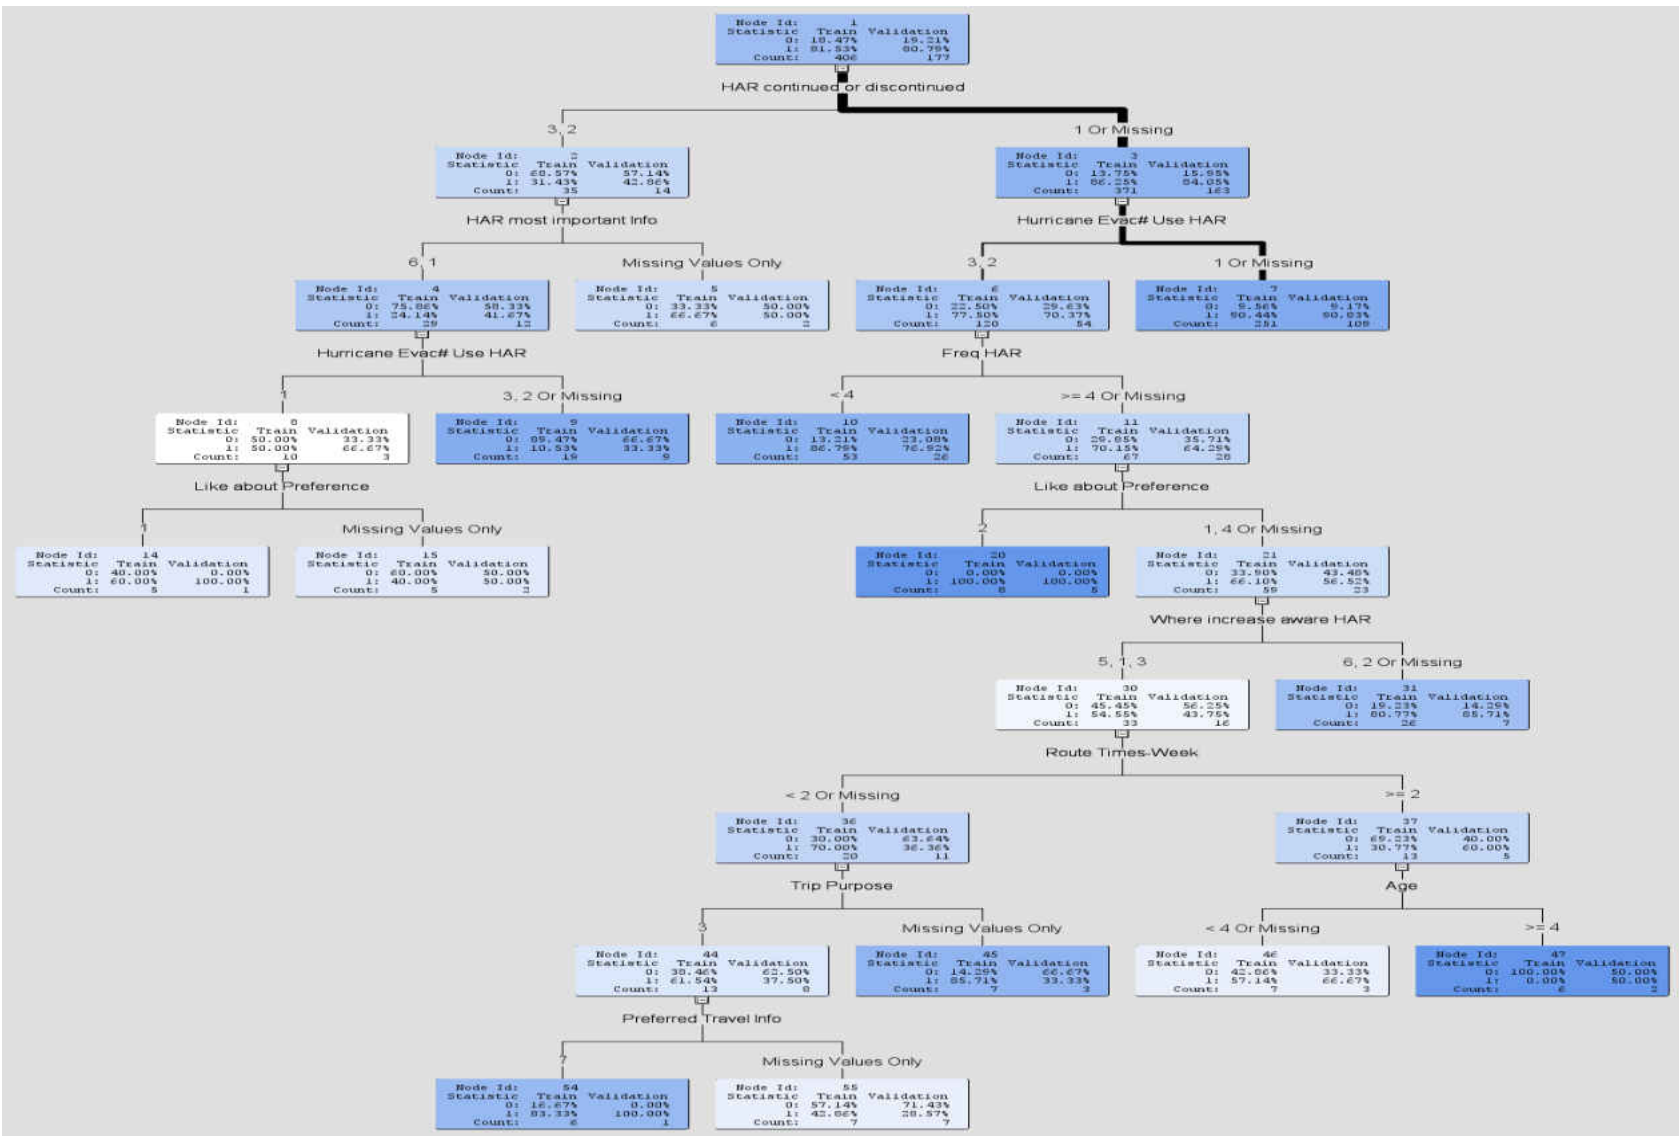 Node Id: 1
Statistic Train Validation
0: 18.47% 19.21%
1: 81.53% 80.79%
Count: 406 177
HAR continued or discontinued
3, 2
1 Or Missing
Node Id: 2
Statistic Train Validation
0: 68.57% 57.14%
1: 31.43% 42.86%
Count: 35 14
Node Id: 3
Statistic Train Validation
0: 13.75% 15.95%
1: 86.25% 84.05%
Count: 371 163
HAR most important Info
Hurricane Evac# Use HAR
6, 1
Missing Values Only
3, 2
1 Or Missing
Node Id: 4
Statistic Train Validation
0: 75.86% 58.33%
1: 24.14% 41.67%
Count: 29 12
Node Id: 5
Statistic Train Validation
0: 33.33% 50.00%
1: 66.67% 50.00%
Count: 6 2
Node Id: 6
Statistic Train Validation
0: 22.50% 29.63%
1: 77.50% 70.37%
Count: 120 54
Node Id: 7
Statistic Train Validation
0: 9.56% 9.17%
1: 90.44% 90.83%
Count: 251 109
Hurricane Evac# Use HAR
Freq HAR
1
3, 2 Or Missing
< 4
>= 4 Or Missing
Node Id: 8
Statistic Train Validation
0: 50.00% 33.33%
1: 50.00% 66.67%
Count: 10 3
Node Id: 9
Statistic Train Validation
0: 89.47% 66.67%
1: 10.53% 33.33%
Count: 19 9
Node Id: 10
Statistic Train Validation
0: 13.21% 23.08%
1: 86.79% 76.92%
Count: 53 26
Node Id: 11
Statistic Train Validation
0: 29.85% 35.71%
1: 70.15% 64.29%
Count: 67 28
Like about Preference
Like about Preference
1
Missing Values Only
2
1, 4 Or Missing
Node Id: 14
Statistic Train Validation
0: 40.00% 0.00%
1: 60.00% 100.00%
Count: 5 1
Node Id: 15
Statistic Train Validation
0: 60.00% 50.00%
1: 40.00% 50.00%
Count: 5 2
Node Id: 20
Statistic Train Validation
0: 0.00% 0.00%
1: 100.00% 100.00%
Count: 8 5
Node Id: 21
Statistic Train Validation
0: 33.90% 43.48%
1: 66.10% 56.52%
Count: 59 23
Where increase aware HAR
5, 1, 3
6, 2 Or Missing
Node Id: 30
Statistic Train Validation
0: 45.45% 56.25%
1: 54.55% 43.75%
Count: 33 16
Node Id: 31
Statistic Train Validation
0: 19.23% 14.29%
1: 80.77% 85.71%
Count: 26 7
Route Times-Week
< 2 Or Missing
>= 2
Node Id: 36
Statistic Train Validation
0: 30.00% 63.64%
1: 70.00% 36.36%
Count: 20 11
Node Id: 37
Statistic Train Validation
0: 69.23% 40.00%
1: 30.77% 60.00%
Count: 13 5
Trip Purpose
Age
3
Missing Values Only
< 4 Or Missing
>= 4
Node Id: 44
Statistic Train Validation
0: 38.46% 62.50%
1: 61.54% 37.50%
Count: 13 8
Node Id: 45
Statistic Train Validation
0: 14.29% 66.67%
1: 85.71% 33.33%
Count: 7 3
Node Id: 46
Statistic Train Validation
0: 42.86% 33.33%
1: 57.14% 66.67%
Count: 7 3
Node Id: 47
Statistic Train Validation
0: 100.00% 50.00%
1: 0.00% 50.00%
Count: 6 2
Preferred Travel Info
7
Missing Values Only
Node Id: 54
Statistic Train Validation
0: 16.67% 0.00%
1: 83.33% 100.00%
Count: 6 1
Node Id: 55
Statistic Train Validation
0: 57.14% 71.43%
1: 42.86% 28.57%
Count: 7 7